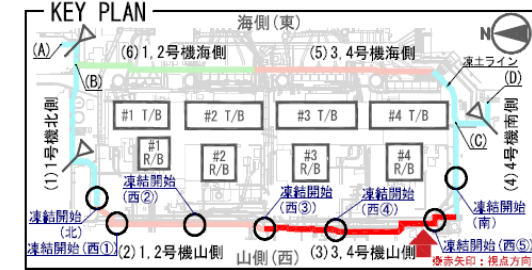 KEY PLAN
海側(東)
N
(A)
(6)1,2号機海側
(5)3,4号機海側
凍土ライン
(B)
(D)
#1 T/B
#2 T/B
#3 T/B
#4 T/B
(1)1号機北側
(C)
(4)4号機南側
#1
R/B
#2
R/B
#3
R/B
#4
R/B
凍結開始
(西②)
凍結開始
(西③)
凍結開始
(西④)
凍結開始
(南)
凍結開始
(北)
凍結開始(西①)
(2)1,2号機山側
(3)3,4号機山側
凍結開始(西⑤)
山側(西)
※赤矢印:視点方向